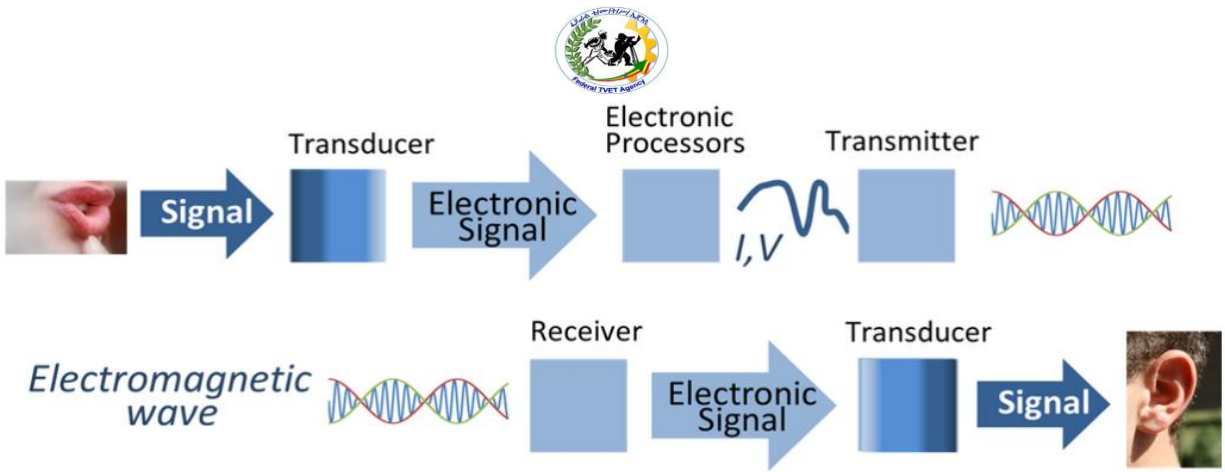 Federal TVET Agency
Electronic
Processors
Transducer
Transmitter
Signal
Electronic
Signal
I, V
Receiver
Transducer
Electromagnetic
wave
Electronic
Signal
Signal